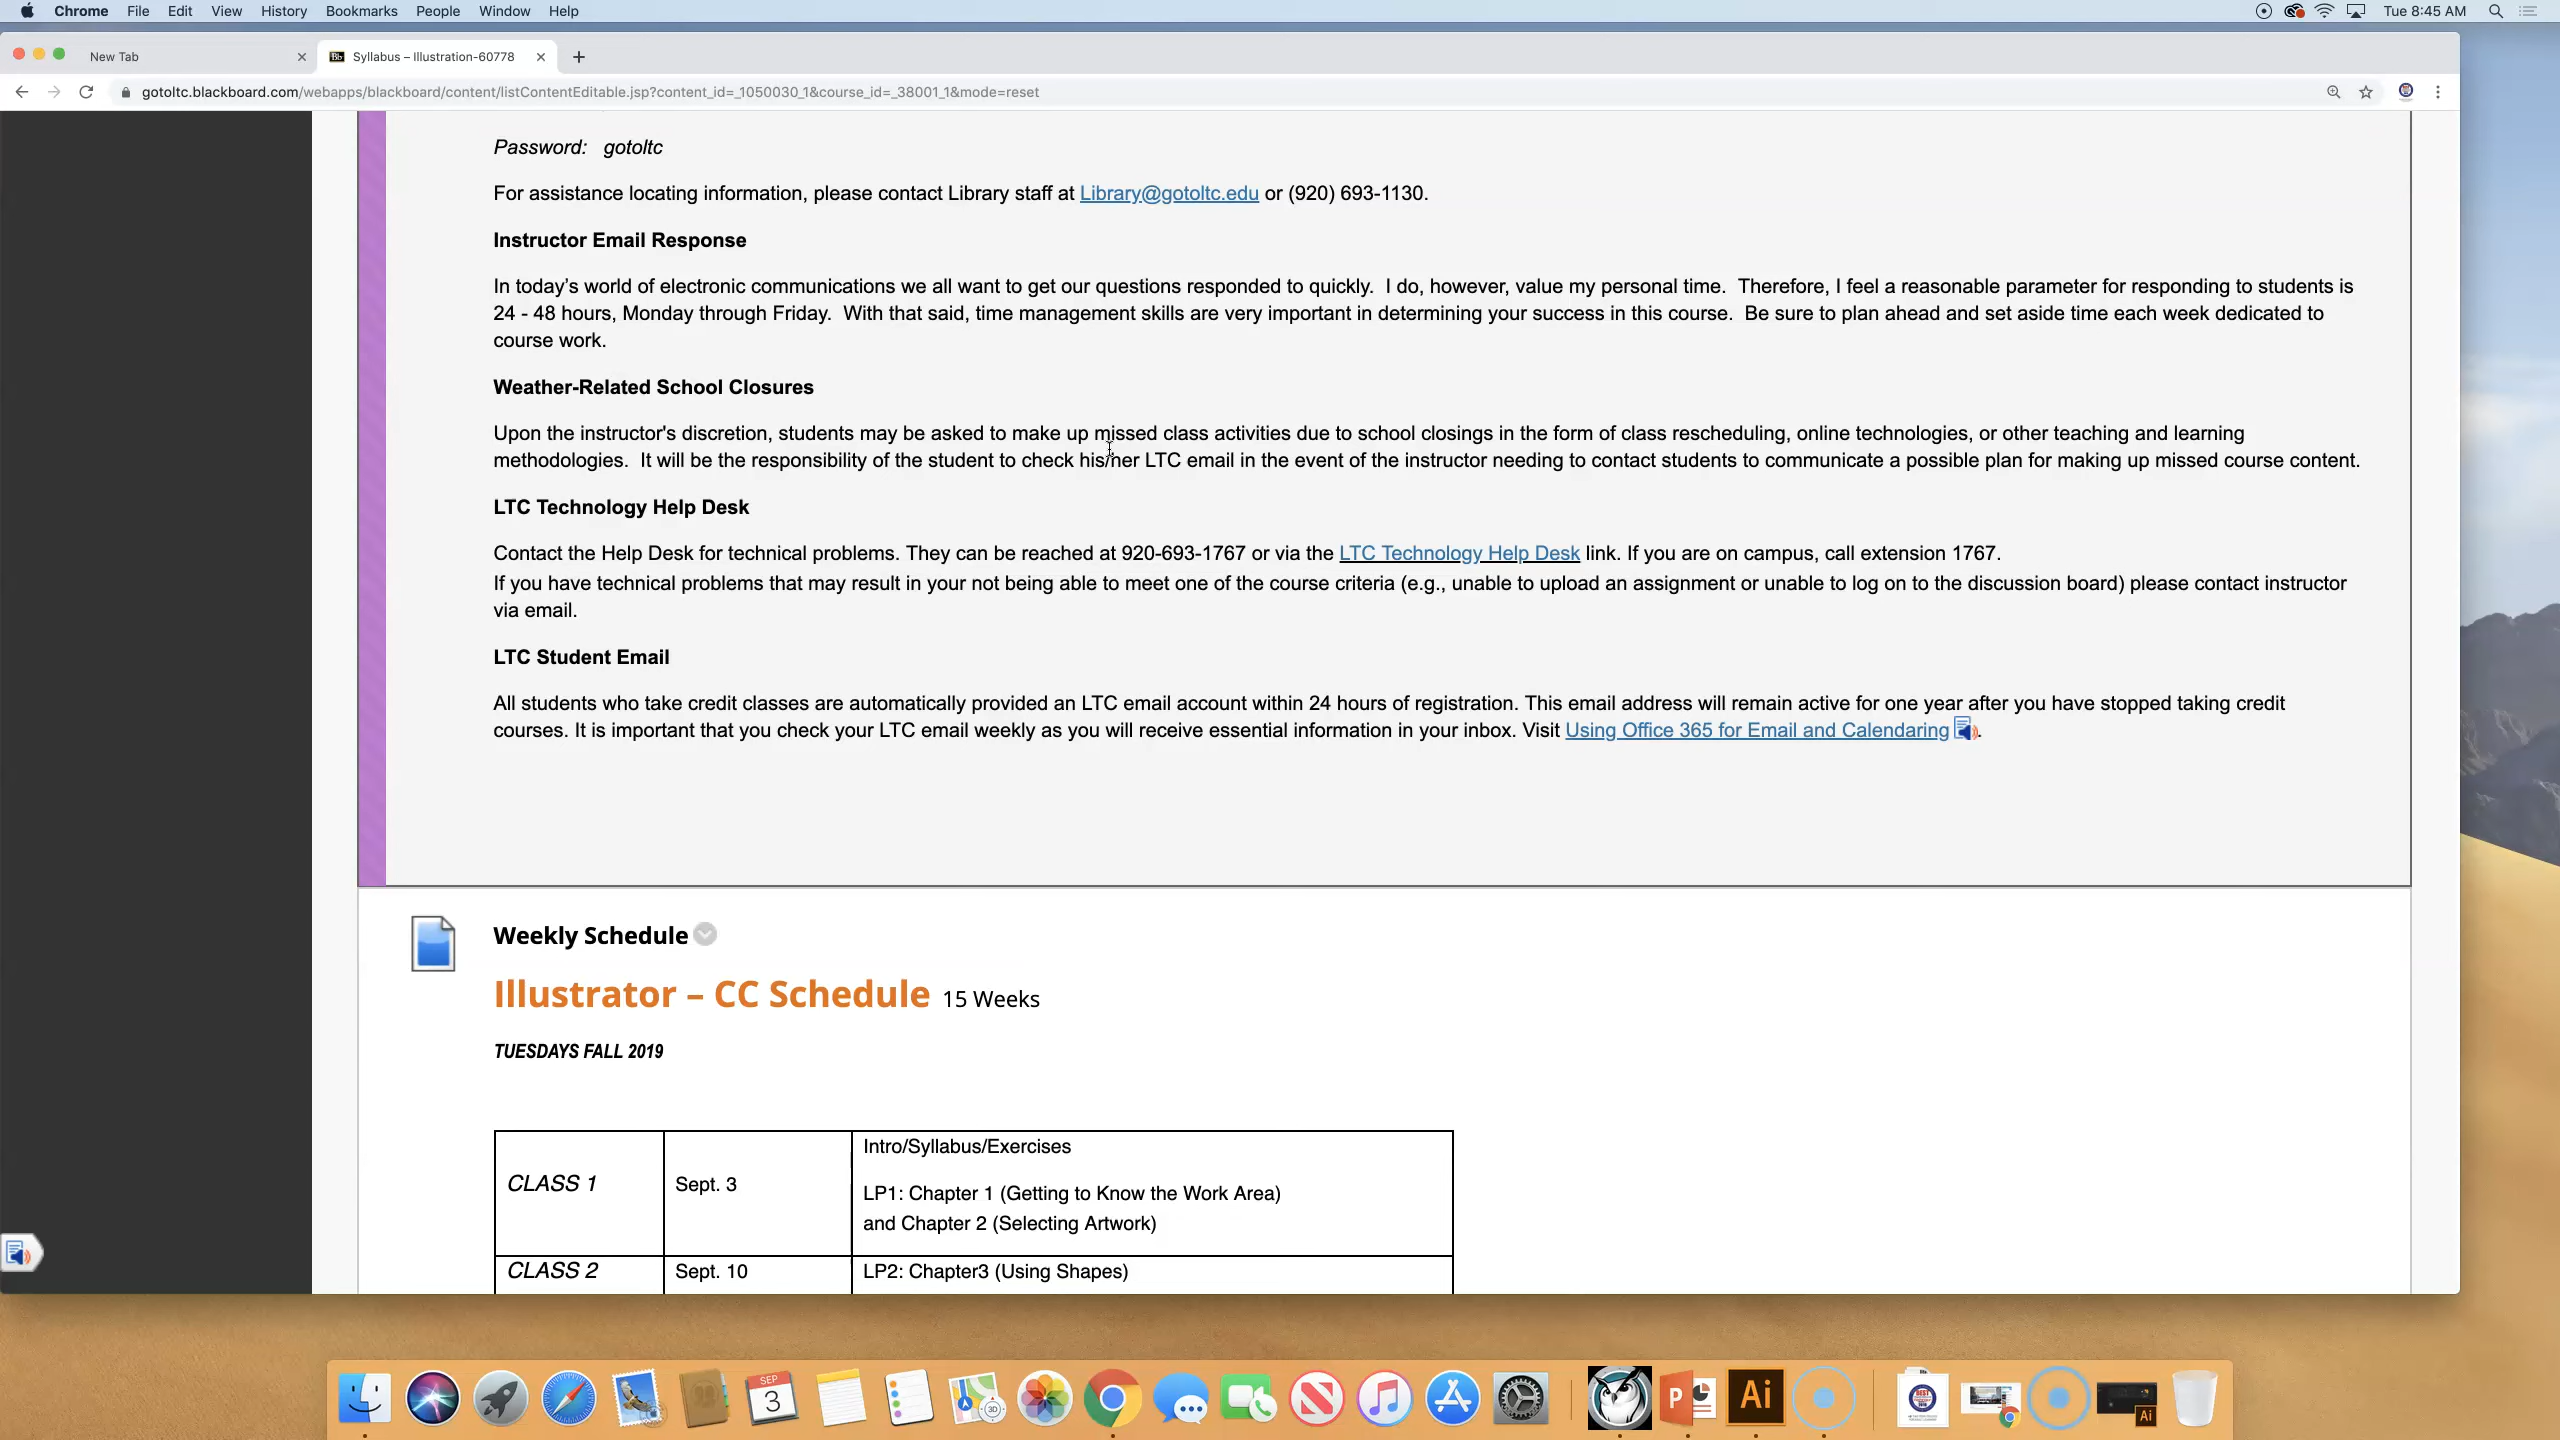 Chrome File Edit View History Bookmarks People Window Help Tue 8:45 AM
New Tab
Syllabus – Illustration-60778
gotoltc.blackboard.com/webapps/blackboard/content/listContentEditable.jsp?content_id=_1050030_1&course_id=_38001_1&mode=reset
Password: gotoltc
For assistance locating information, please contact Library staff at Library@gotoltc.edu or (920) 693-1130.
Instructor Email Response
In today's world of electronic communications we all want to get our questions responded to quickly. I do, however, value my personal time. Therefore, I feel a reasonable parameter for responding to students is
24 - 48 hours, Monday through Friday. With that said, time management skills are very important in determining your success in this course. Be sure to plan ahead and set aside time each week dedicated to
course work.
Weather-Related School Closures
Upon the instructor's discretion, students may be asked to make up missed class activities due to school closings in the form of class rescheduling, online technologies, or other teaching and learning
methodologies. It will be the responsibility of the student to check his/her LTC email in the event of the instructor needing to contact students to communicate a possible plan for making up missed course content.
LTC Technology Help Desk
Contact the Help Desk for technical problems. They can be reached at 920-693-1767 or via the LTC Technology Help Desk link. If you are on campus, call extension 1767.
If you have technical problems that may result in your not being able to meet one of the course criteria (e.g., unable to upload an assignment or unable to log on to the discussion board) please contact instructor
via email.
LTC Student Email
All students who take credit classes are automatically provided an LTC email account within 24 hours of registration. This email address will remain active for one year after you have stopped taking credit
courses. It is important that you check your LTC email weekly as you will receive essential information in your inbox. Visit Using Office 365 for Email and Calendaring .
Weekly Schedule
Illustrator – CC Schedule 15 Weeks
TUESDAYS FALL 2019
Intro/Syllabus/Exercises
CLASS 1 Sept. 3
LP1: Chapter 1 (Getting to Know the Work Area)
and Chapter 2 (Selecting Artwork)
CLASS 2 Sept. 10 LP2: Chapter3 (Using Shapes)
SEP
3
3D
P
Ai
Ai